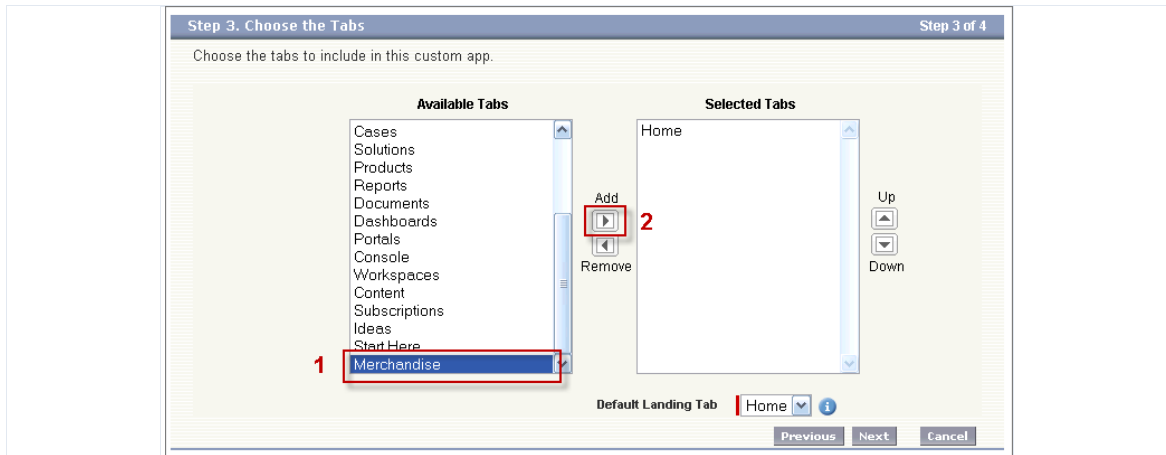 Step 3. Choose the Tabs Step 3 of 4
Choose the tabs to include in this custom app.
Available Tabs Selected Tabs
Cases
Solutions
Products
Reports
Documents
Dashboards
Portals
Console
Workspaces
Content
Subscriptions
Ideas
Start Here
Merchandise
1
Add
2
Remove
Home
Up
Down
Default Landing Tab Home
Previous Next Cancel